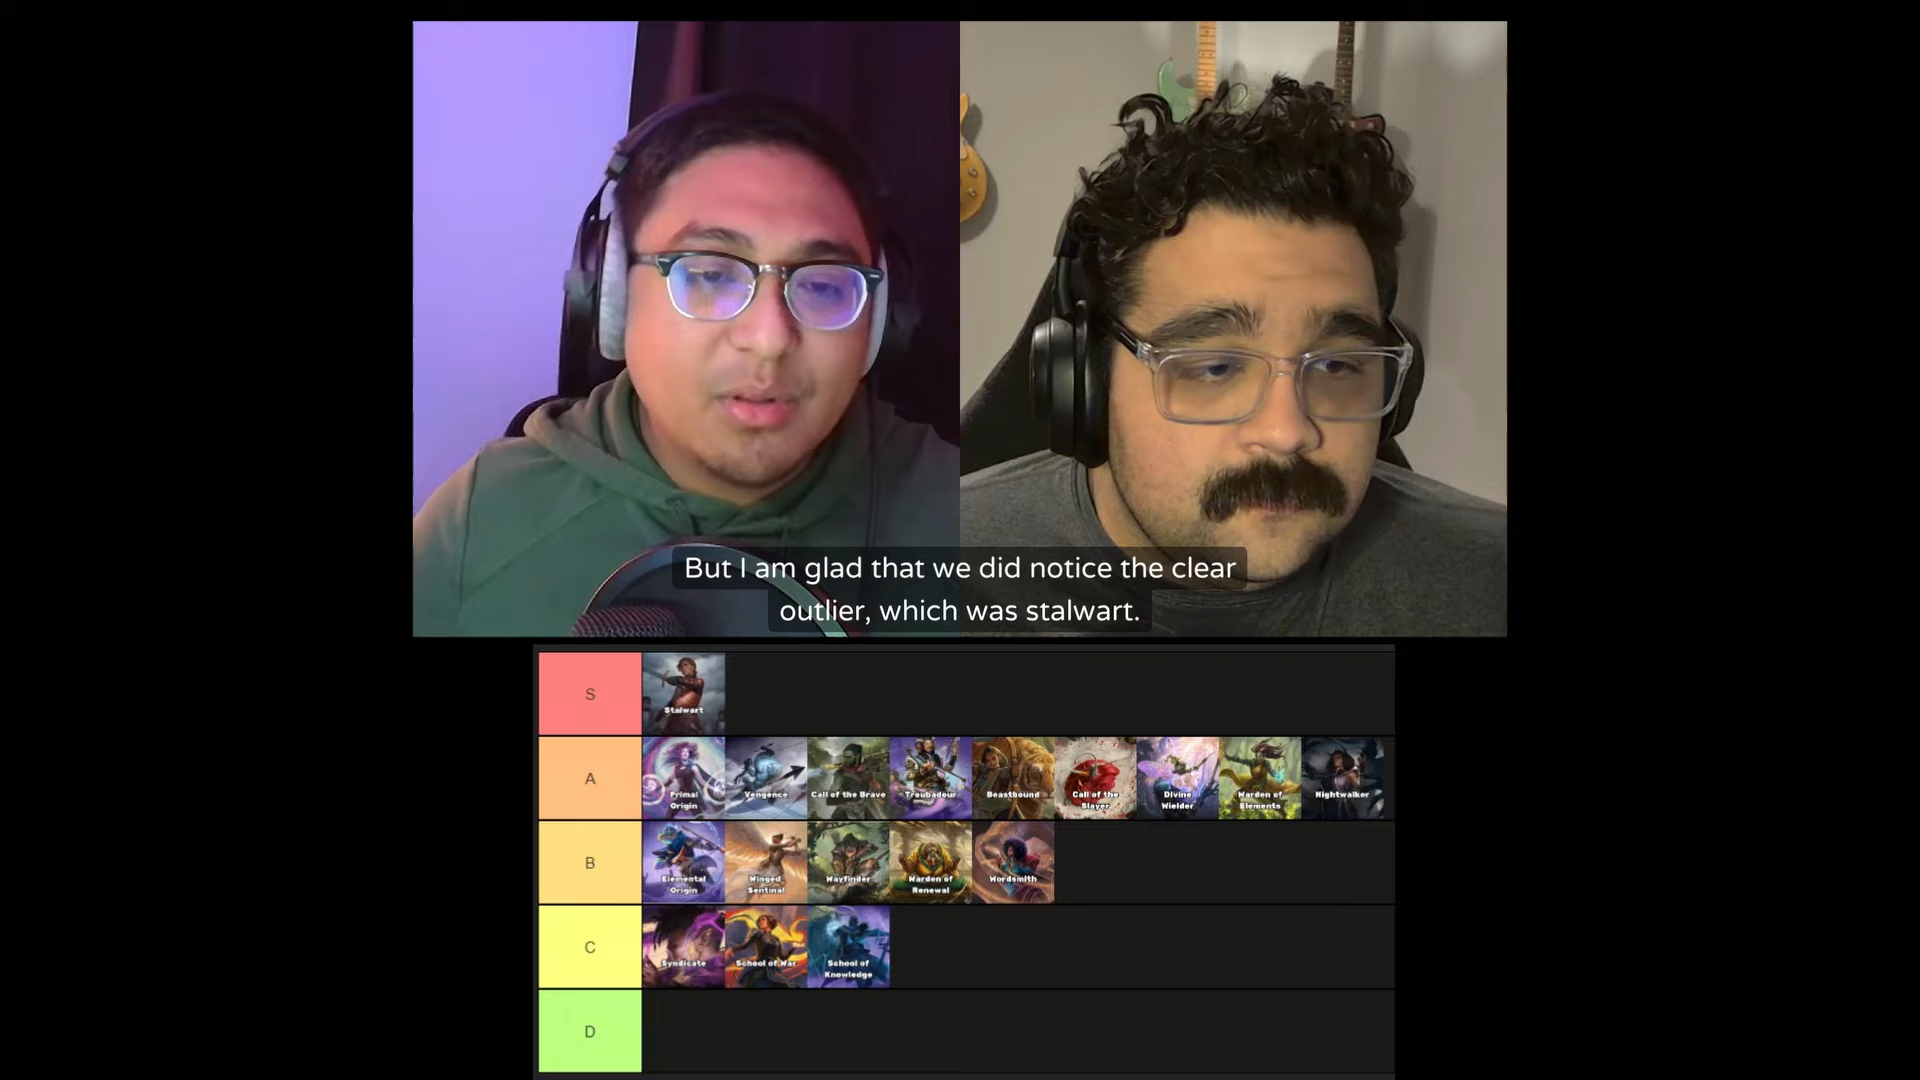 But I am glad that we did notice the clear
outlier, which was stalwart.
S
Stalwart
A
Primal
Origin
Vengence
Call of the Brave
Troubadour
Beastbound
Call of the
Slayer
Divine
Wielder
Warden of
Elements
Nightwalker
B
Elemental
Origin
Winged
Sentinal
Wayfinder
Warden of
Renewal
Wordsmith
C
Syndicate
School of War
School of
Knowledge
D